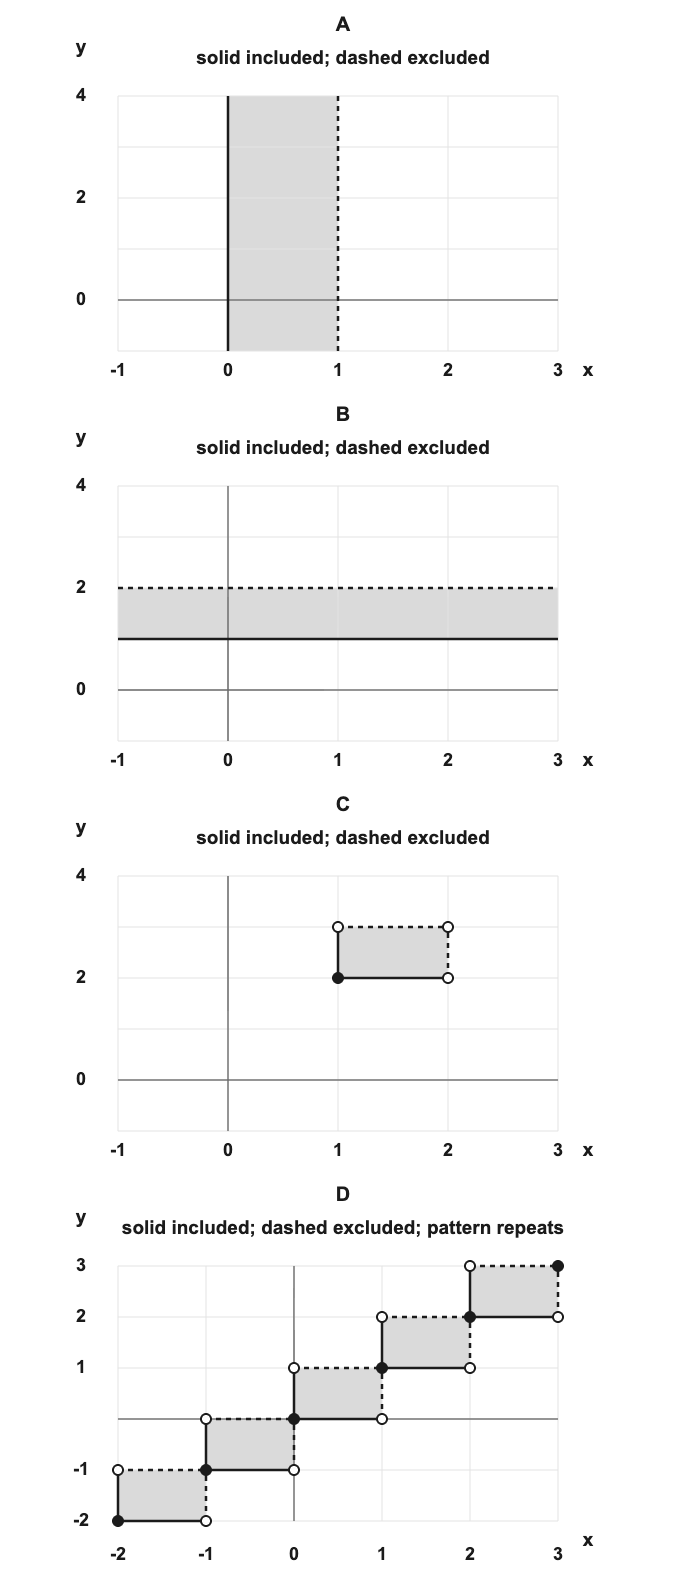 A
y
solid included; dashed excluded
4
2
0
-1 0 1 2 3 x
B
y
solid included; dashed excluded
4
2
0
-1 0 1 2 3 x
C
y
solid included; dashed excluded
4
2
0
-1 0 1 2 3 x
D
y
solid included; dashed excluded; pattern repeats
3
2
1
-1
-2
x
-2 -1 0 1 2 3